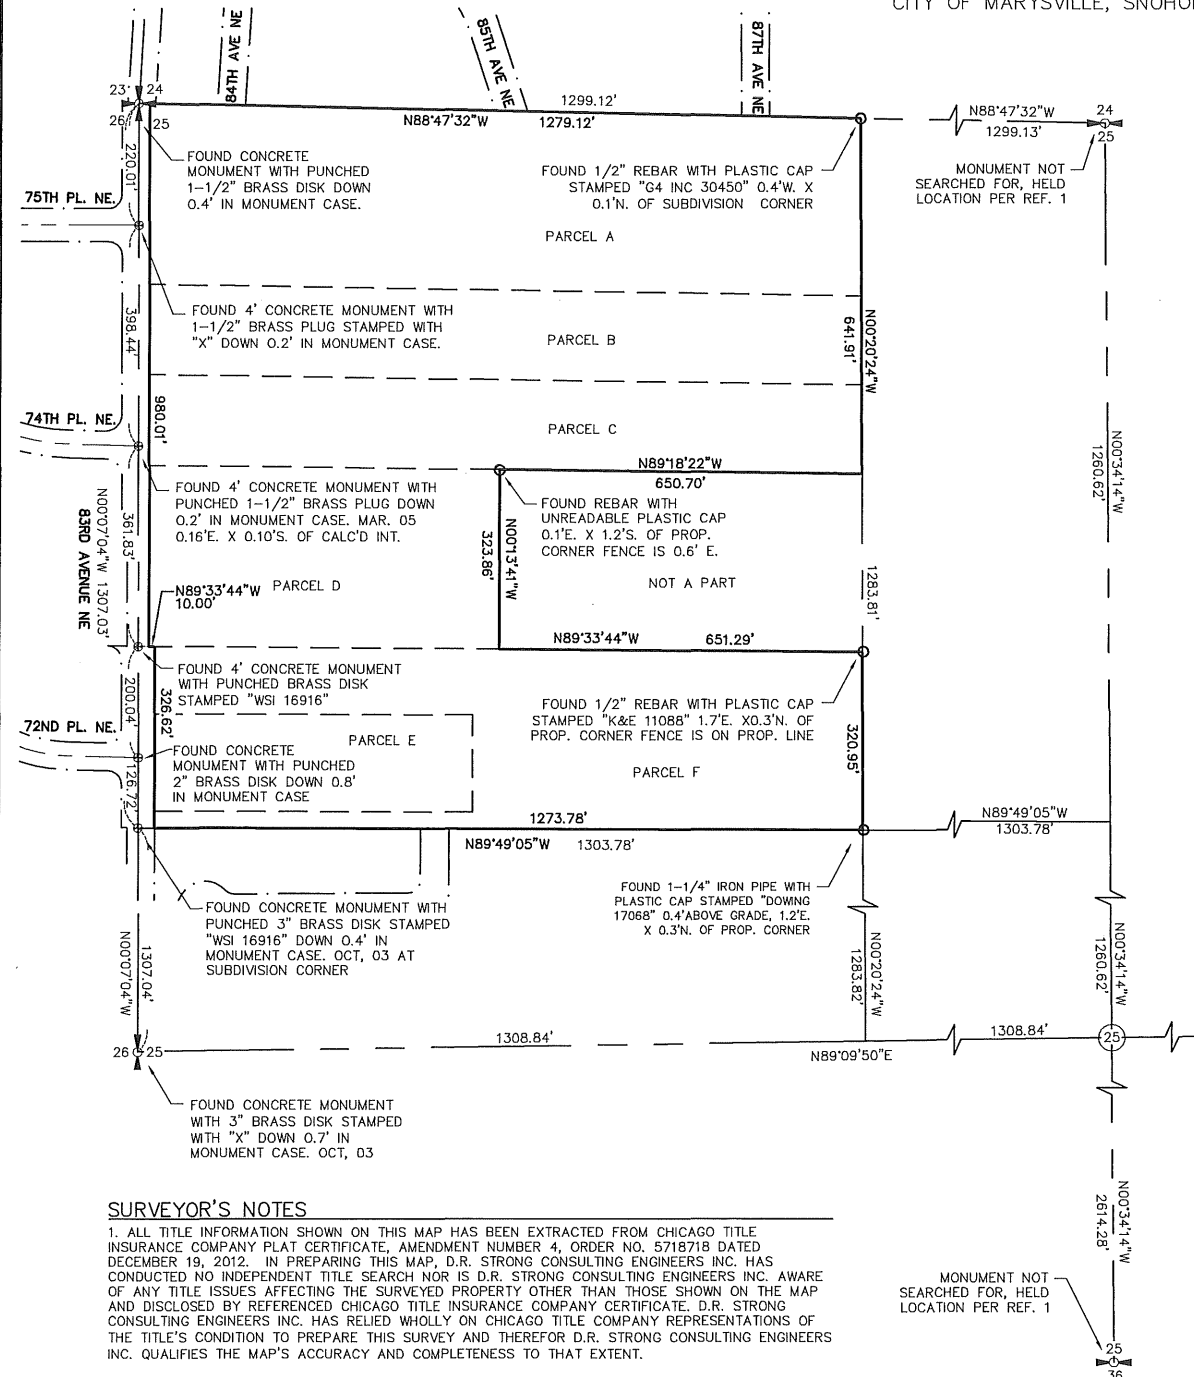 CITY OF MARYSVILLE, SNOHO
84TH AVE NE
85TH AVE NE
87TH AVE NE
23 24
26 25
1299.12'
N88°47'32"W 1279.12'
N88°47'32"W
1299.13'
24
25
220.01'
FOUND CONCRETE
MONUMENT WITH PUNCHED
1-1/2" BRASS DISK DOWN
0.4' IN MONUMENT CASE.
FOUND 1/2" REBAR WITH PLASTIC CAP
STAMPED "G4 INC 30450" 0.4'W. X
0.1'N. OF SUBDIVISION CORNER
MONUMENT NOT
SEARCHED FOR, HELD
LOCATION PER REF. 1
75TH PL. NE.
PARCEL A
398.44'
FOUND 4' CONCRETE MONUMENT WITH
1-1/2" BRASS PLUG STAMPED WITH
"X" DOWN 0.2' IN MONUMENT CASE.
PARCEL B
N00°20'24"W
641.91'
74TH PL. NE.
980.01'
PARCEL C
N00°34'14"W
1260.62'
N89°18'22"W
650.70'
FOUND 4' CONCRETE MONUMENT WITH
PUNCHED 1-1/2" BRASS PLUG DOWN
0.2' IN MONUMENT CASE. MAR. 05
0.16'E. X 0.10'S. OF CALC'D INT.
FOUND REBAR WITH
UNREADABLE PLASTIC CAP
0.1'E. X 1.2'S. OF PROP.
CORNER FENCE IS 0.6' E.
361.83'
N00°07'04"W 1307.03'
83RD AVENUE NE
N00°13'41"W
323.86'
NOT A PART
1283.81'
N89°33'44"W
10.00'
PARCEL D
N89°33'44"W 651.29'
FOUND 4' CONCRETE MONUMENT
WITH PUNCHED BRASS DISK
STAMPED "WSI 16916"
200.04'
326.62'
FOUND 1/2" REBAR WITH PLASTIC CAP
STAMPED "K&E 11088" 1.7'E. X0.3'N. OF
PROP. CORNER FENCE IS ON PROP. LINE
320.95'
72ND PL. NE.
PARCEL E
FOUND CONCRETE
MONUMENT WITH PUNCHED
2" BRASS DISK DOWN 0.8'
IN MONUMENT CASE
126.72'
PARCEL F
1273.78'
N89°49'05"W 1303.78'
N89°49'05"W
1303.78'
FOUND 1-1/4" IRON PIPE WITH
PLASTIC CAP STAMPED "DOWING
17068" 0.4'ABOVE GRADE, 1.2'E.
X 0.3'N. OF PROP. CORNER
FOUND CONCRETE MONUMENT WITH
PUNCHED 3" BRASS DISK STAMPED
"WSI 16916" DOWN 0.4' IN
MONUMENT CASE. OCT, 03 AT
SUBDIVISION CORNER
1307.04'
N00°07'04"W
N00°20'24"W
1283.82'
N00°34'14"W
1260.62'
1308.84'
1308.84'
25
N89°09'50"E
26 25
FOUND CONCRETE MONUMENT
WITH 3" BRASS DISK STAMPED
WITH "X" DOWN 0.7' IN
MONUMENT CASE. OCT, 03
N00°34'14"W
2614.28'
SURVEYOR'S NOTES
1. ALL TITLE INFORMATION SHOWN ON THIS MAP HAS BEEN EXTRACTED FROM CHICAGO TITLE
INSURANCE COMPANY PLAT CERTIFICATE, AMENDMENT NUMBER 4, ORDER NO. 5718718 DATED
DECEMBER 19, 2012. IN PREPARING THIS MAP, D.R. STRONG CONSULTING ENGINEERS INC. HAS
CONDUCTED NO INDEPENDENT TITLE SEARCH NOR IS D.R. STRONG CONSULTING ENGINEERS INC. AWARE
OF ANY TITLE ISSUES AFFECTING THE SURVEYED PROPERTY OTHER THAN THOSE SHOWN ON THE MAP
AND DISCLOSED BY REFERENCED CHICAGO TITLE INSURANCE COMPANY CERTIFICATE. D.R. STRONG
CONSULTING ENGINEERS INC. HAS RELIED WHOLLY ON CHICAGO TITLE COMPANY REPRESENTATIONS OF
THE TITLE'S CONDITION TO PREPARE THIS SURVEY AND THEREFOR D.R. STRONG CONSULTING ENGINEERS
INC. QUALIFIES THE MAP'S ACCURACY AND COMPLETENESS TO THAT EXTENT.
MONUMENT NOT
SEARCHED FOR, HELD
LOCATION PER REF. 1
25
36